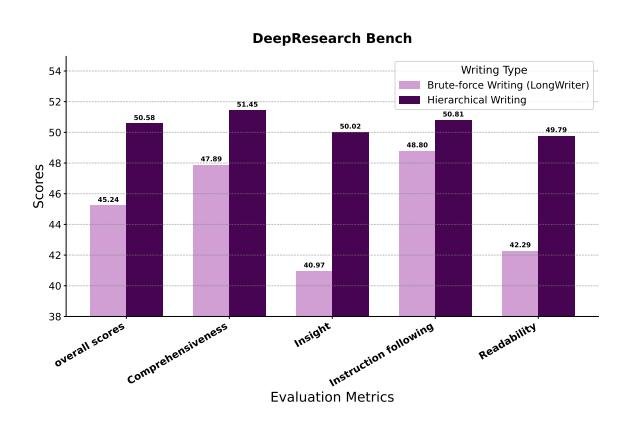 DeepResearch Bench
Writing Type
Brute-force Writing (LongWriter)
Hierarchical Writing
54
52
50
48
46
44
42
40
38
Scores
45.24
50.58
47.89
51.45
40.97
50.02
48.80
50.81
42.29
49.79
overall scores
Comprehensiveness
Insight
Instruction following
Readability
Evaluation Metrics